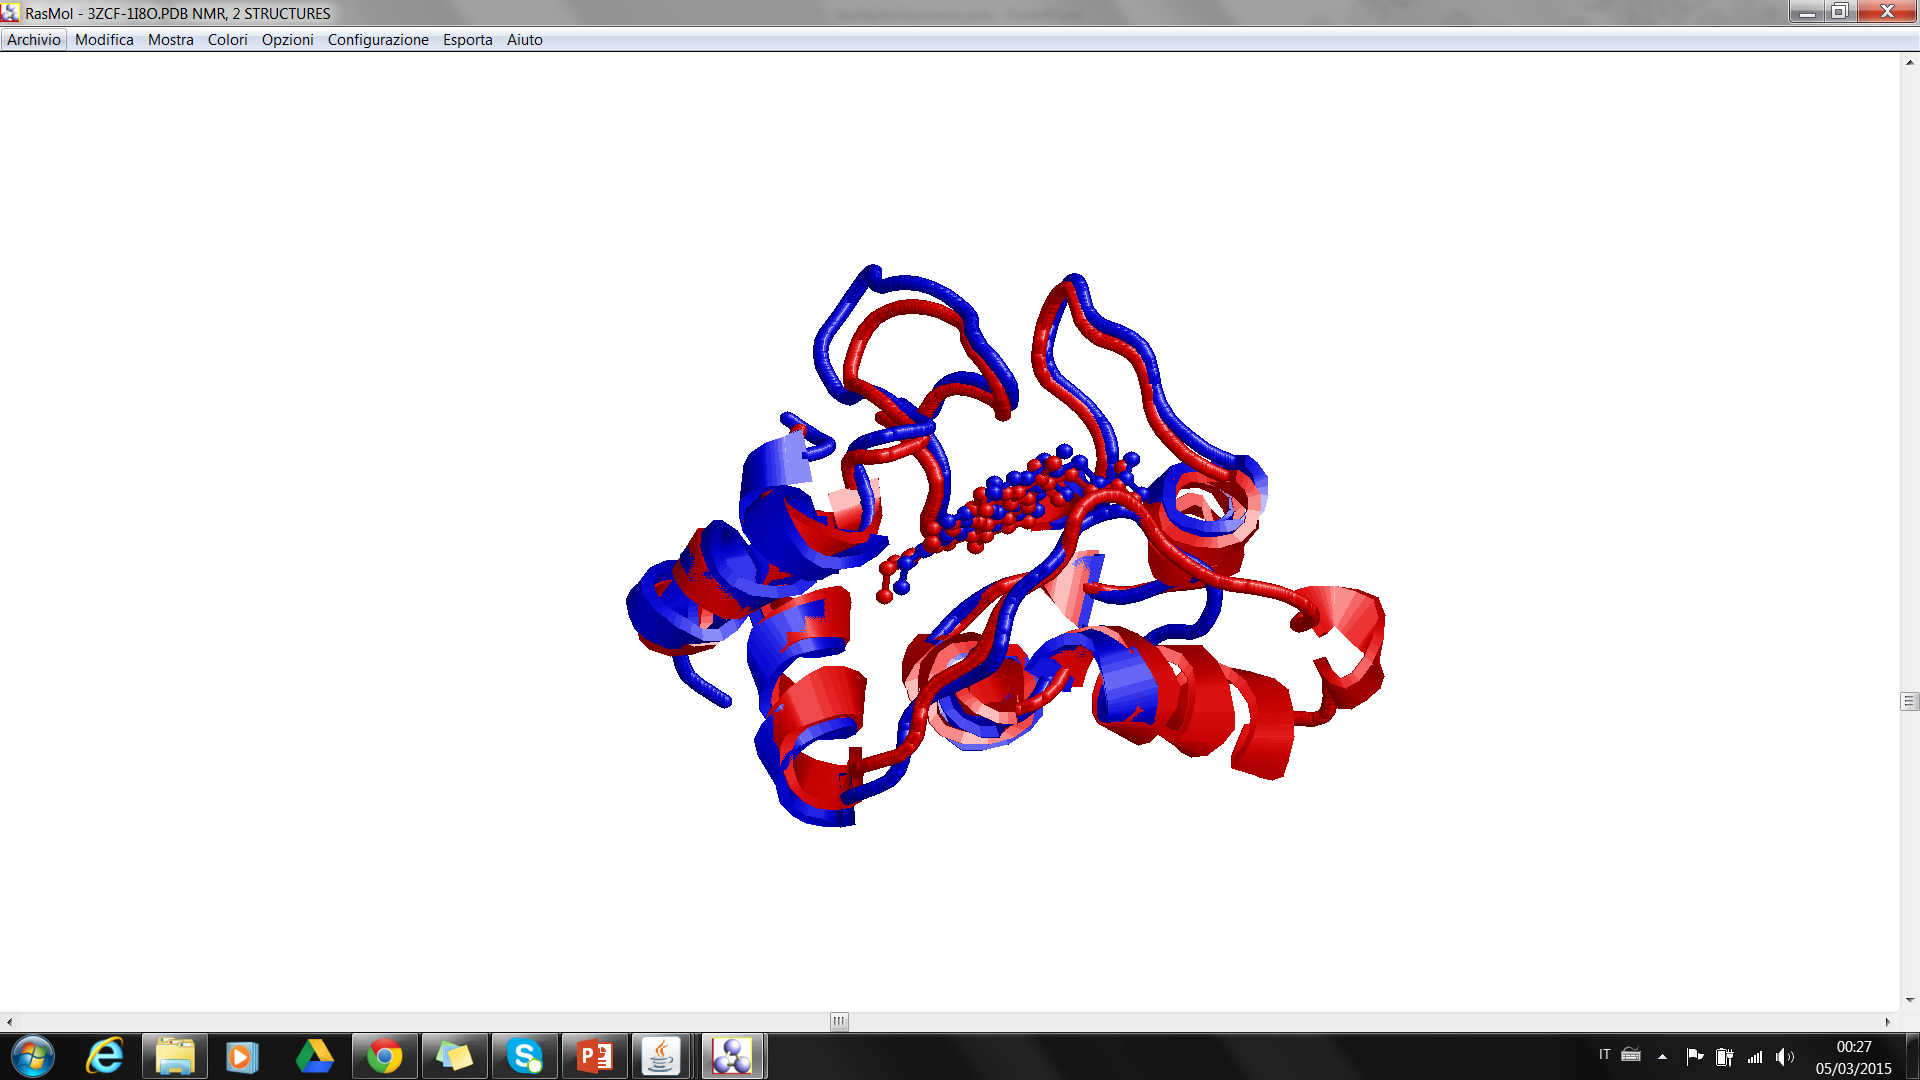 RasMol - 3ZCF-1I8O.PDB NMR, 2 STRUCTURES
Archivio Modifica Mostra Colori Opzioni Configurazione Esporta Aiuto
IT
00:27
05/03/2015